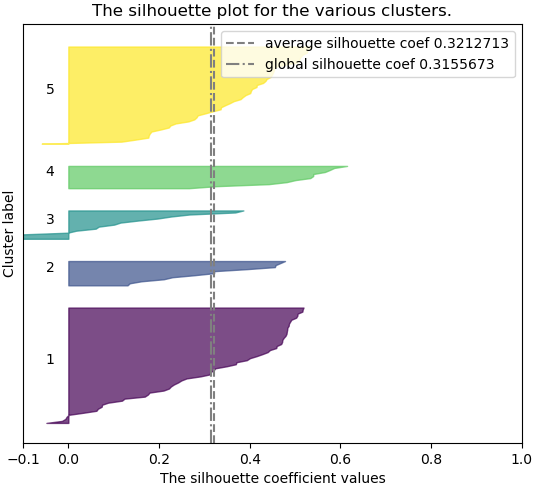 The silhouette plot for the various clusters.
average silhouette coef 0.3212713
global silhouette coef 0.3155673
5
4
3
2
1
Cluster label
−0.1 0.0 0.2 0.4 0.6 0.8 1.0
The silhouette coefficient values